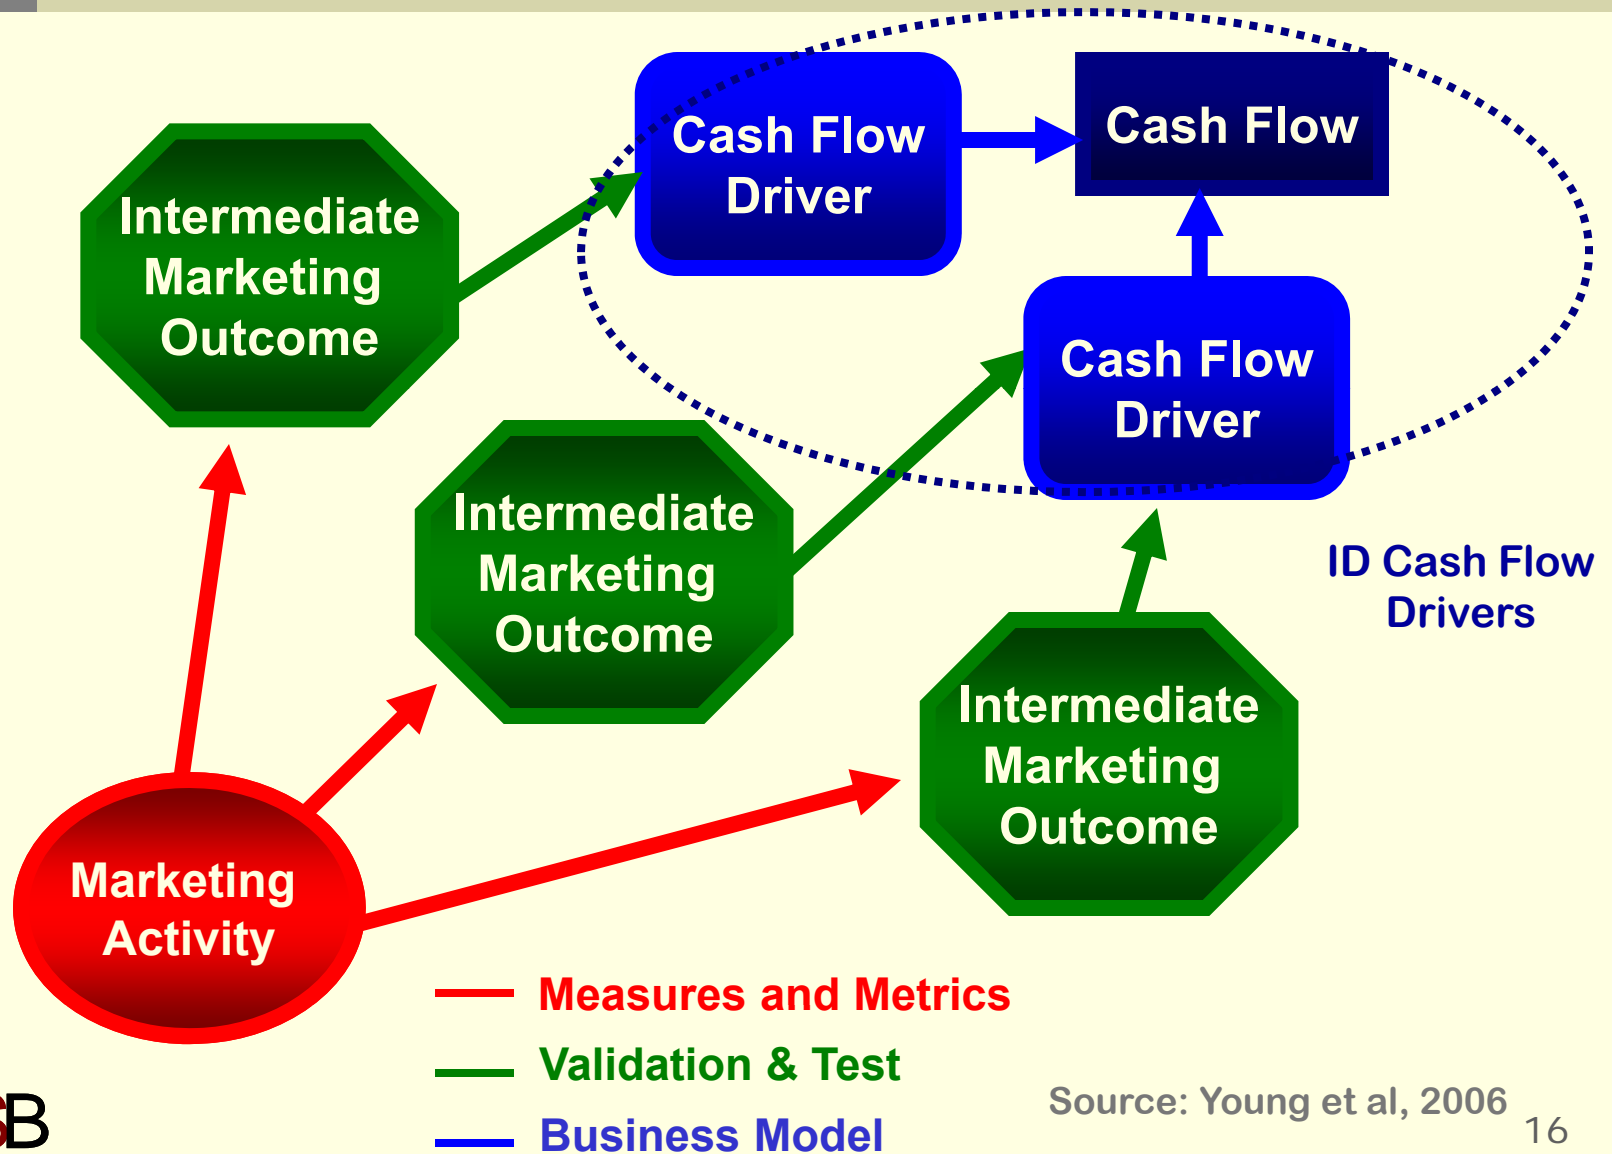 Cash Flow
Driver
Cash Flow
Intermediate
Marketing
Outcome
Cash Flow
Driver
Intermediate
Marketing
Outcome
ID Cash Flow
Drivers
Intermediate
Marketing
Outcome
Marketing
Activity
Measures and Metrics
Validation & Test
Business Model
Source: Young et al, 2006
16
B